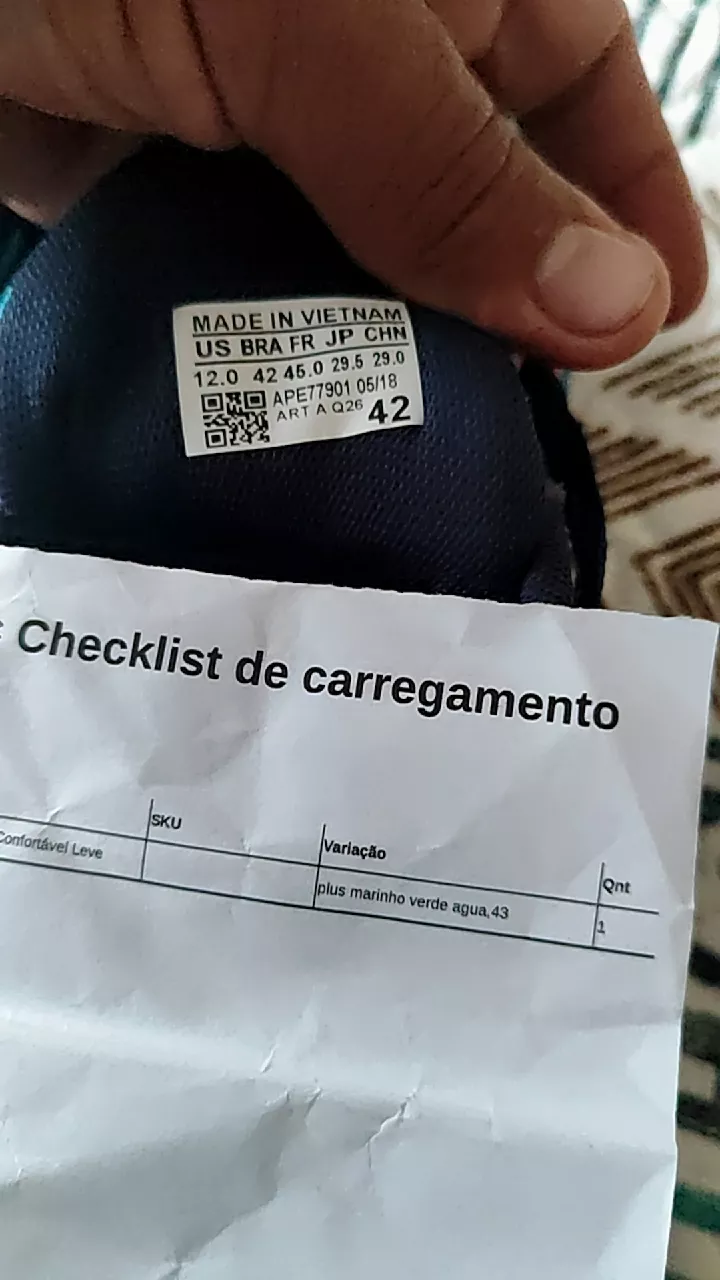 MADE IN VIETNAM
US BRA FR JP CHN
12.0 42 45.0 29.5 29.0
APE77901 05/18
ART A Q26 42
Checklist de carregamento
SKU Variação Qnt
Confortável Leve plus marinho verde agua,43 1